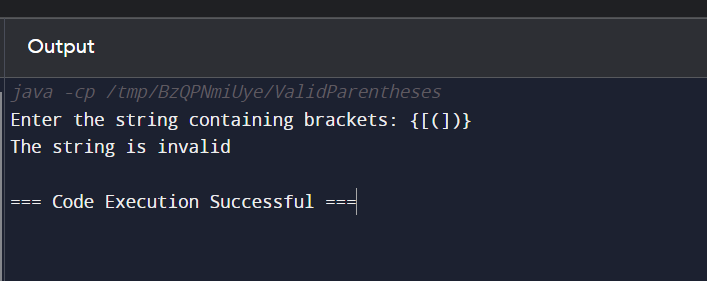 Output
java -cp /tmp/BzQPNmiUye/ValidParentheses
Enter the string containing brackets: {[(])}
The string is invalid
=== Code Execution Successful ===